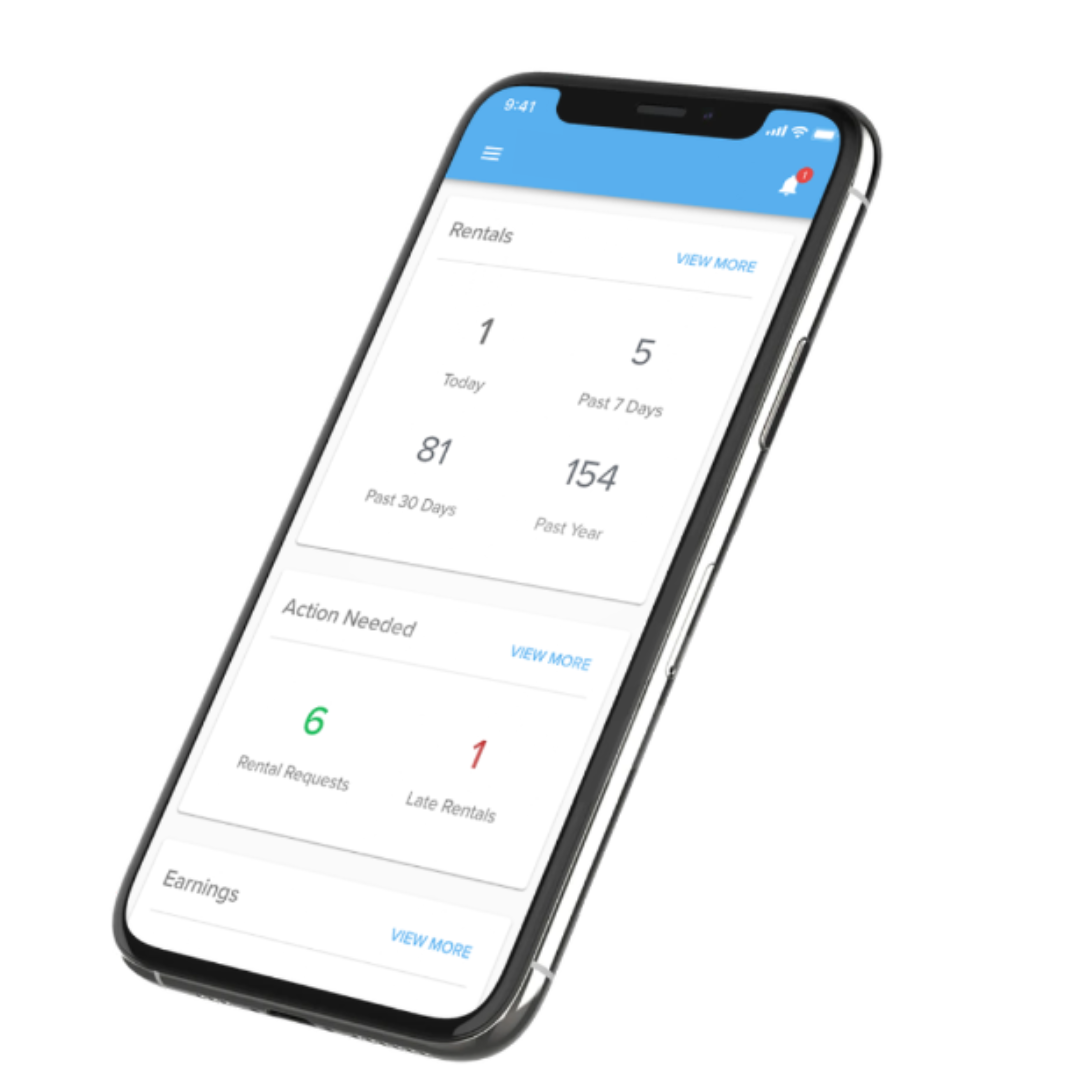 9:41
1
Rentals
VIEW MORE
1
5
Today
Past 7 Days
81
154
Past 30 Days
Past Year
Action Needed
VIEW MORE
6
1
Rental Requests
Late Rentals
Earnings
VIEW MORE